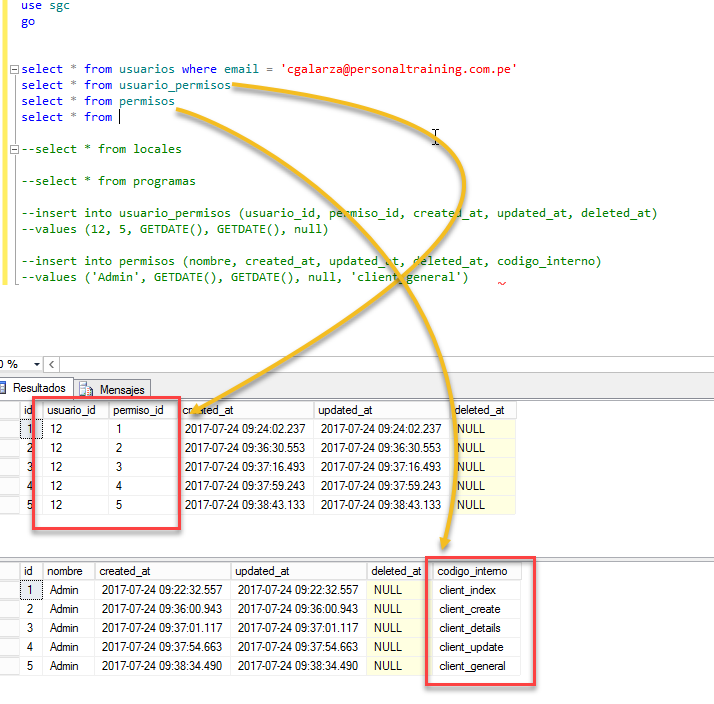 use sgc
go
select * from usuarios where email = 'cgalarza@personaltraining.com.pe'
select * from usuario_permisos
select * from permisos
select * from
--select * from locales
--select * from programas
--insert into usuario_permisos (usuario_id, permiso_id, created_at, updated_at, deleted_at)
--values (12, 5, GETDATE(), GETDATE(), null)
--insert into permisos (nombre, created_at, updated_at, deleted_at, codigo_interno)
--values ('Admin', GETDATE(), GETDATE(), null, 'client_general')
0 %
Resultados Mensajes
id usuario_id permiso_id created_at updated_at deleted_at
1 12 1 2017-07-24 09:24:02.237 2017-07-24 09:24:02.237 NULL
2 12 2 2017-07-24 09:36:30.553 2017-07-24 09:36:30.553 NULL
3 12 3 2017-07-24 09:37:16.493 2017-07-24 09:37:16.493 NULL
4 12 4 2017-07-24 09:37:59.243 2017-07-24 09:37:59.243 NULL
5 12 5 2017-07-24 09:38:43.133 2017-07-24 09:38:43.133 NULL
id nombre created_at updated_at deleted_at codigo_interno
1 Admin 2017-07-24 09:22:32.557 2017-07-24 09:22:32.557 NULL client_index
2 Admin 2017-07-24 09:36:00.943 2017-07-24 09:36:00.943 NULL client_create
3 Admin 2017-07-24 09:37:01.117 2017-07-24 09:37:01.117 NULL client_details
4 Admin 2017-07-24 09:37:54.663 2017-07-24 09:37:54.663 NULL client_update
5 Admin 2017-07-24 09:38:34.490 2017-07-24 09:38:34.490 NULL client_general